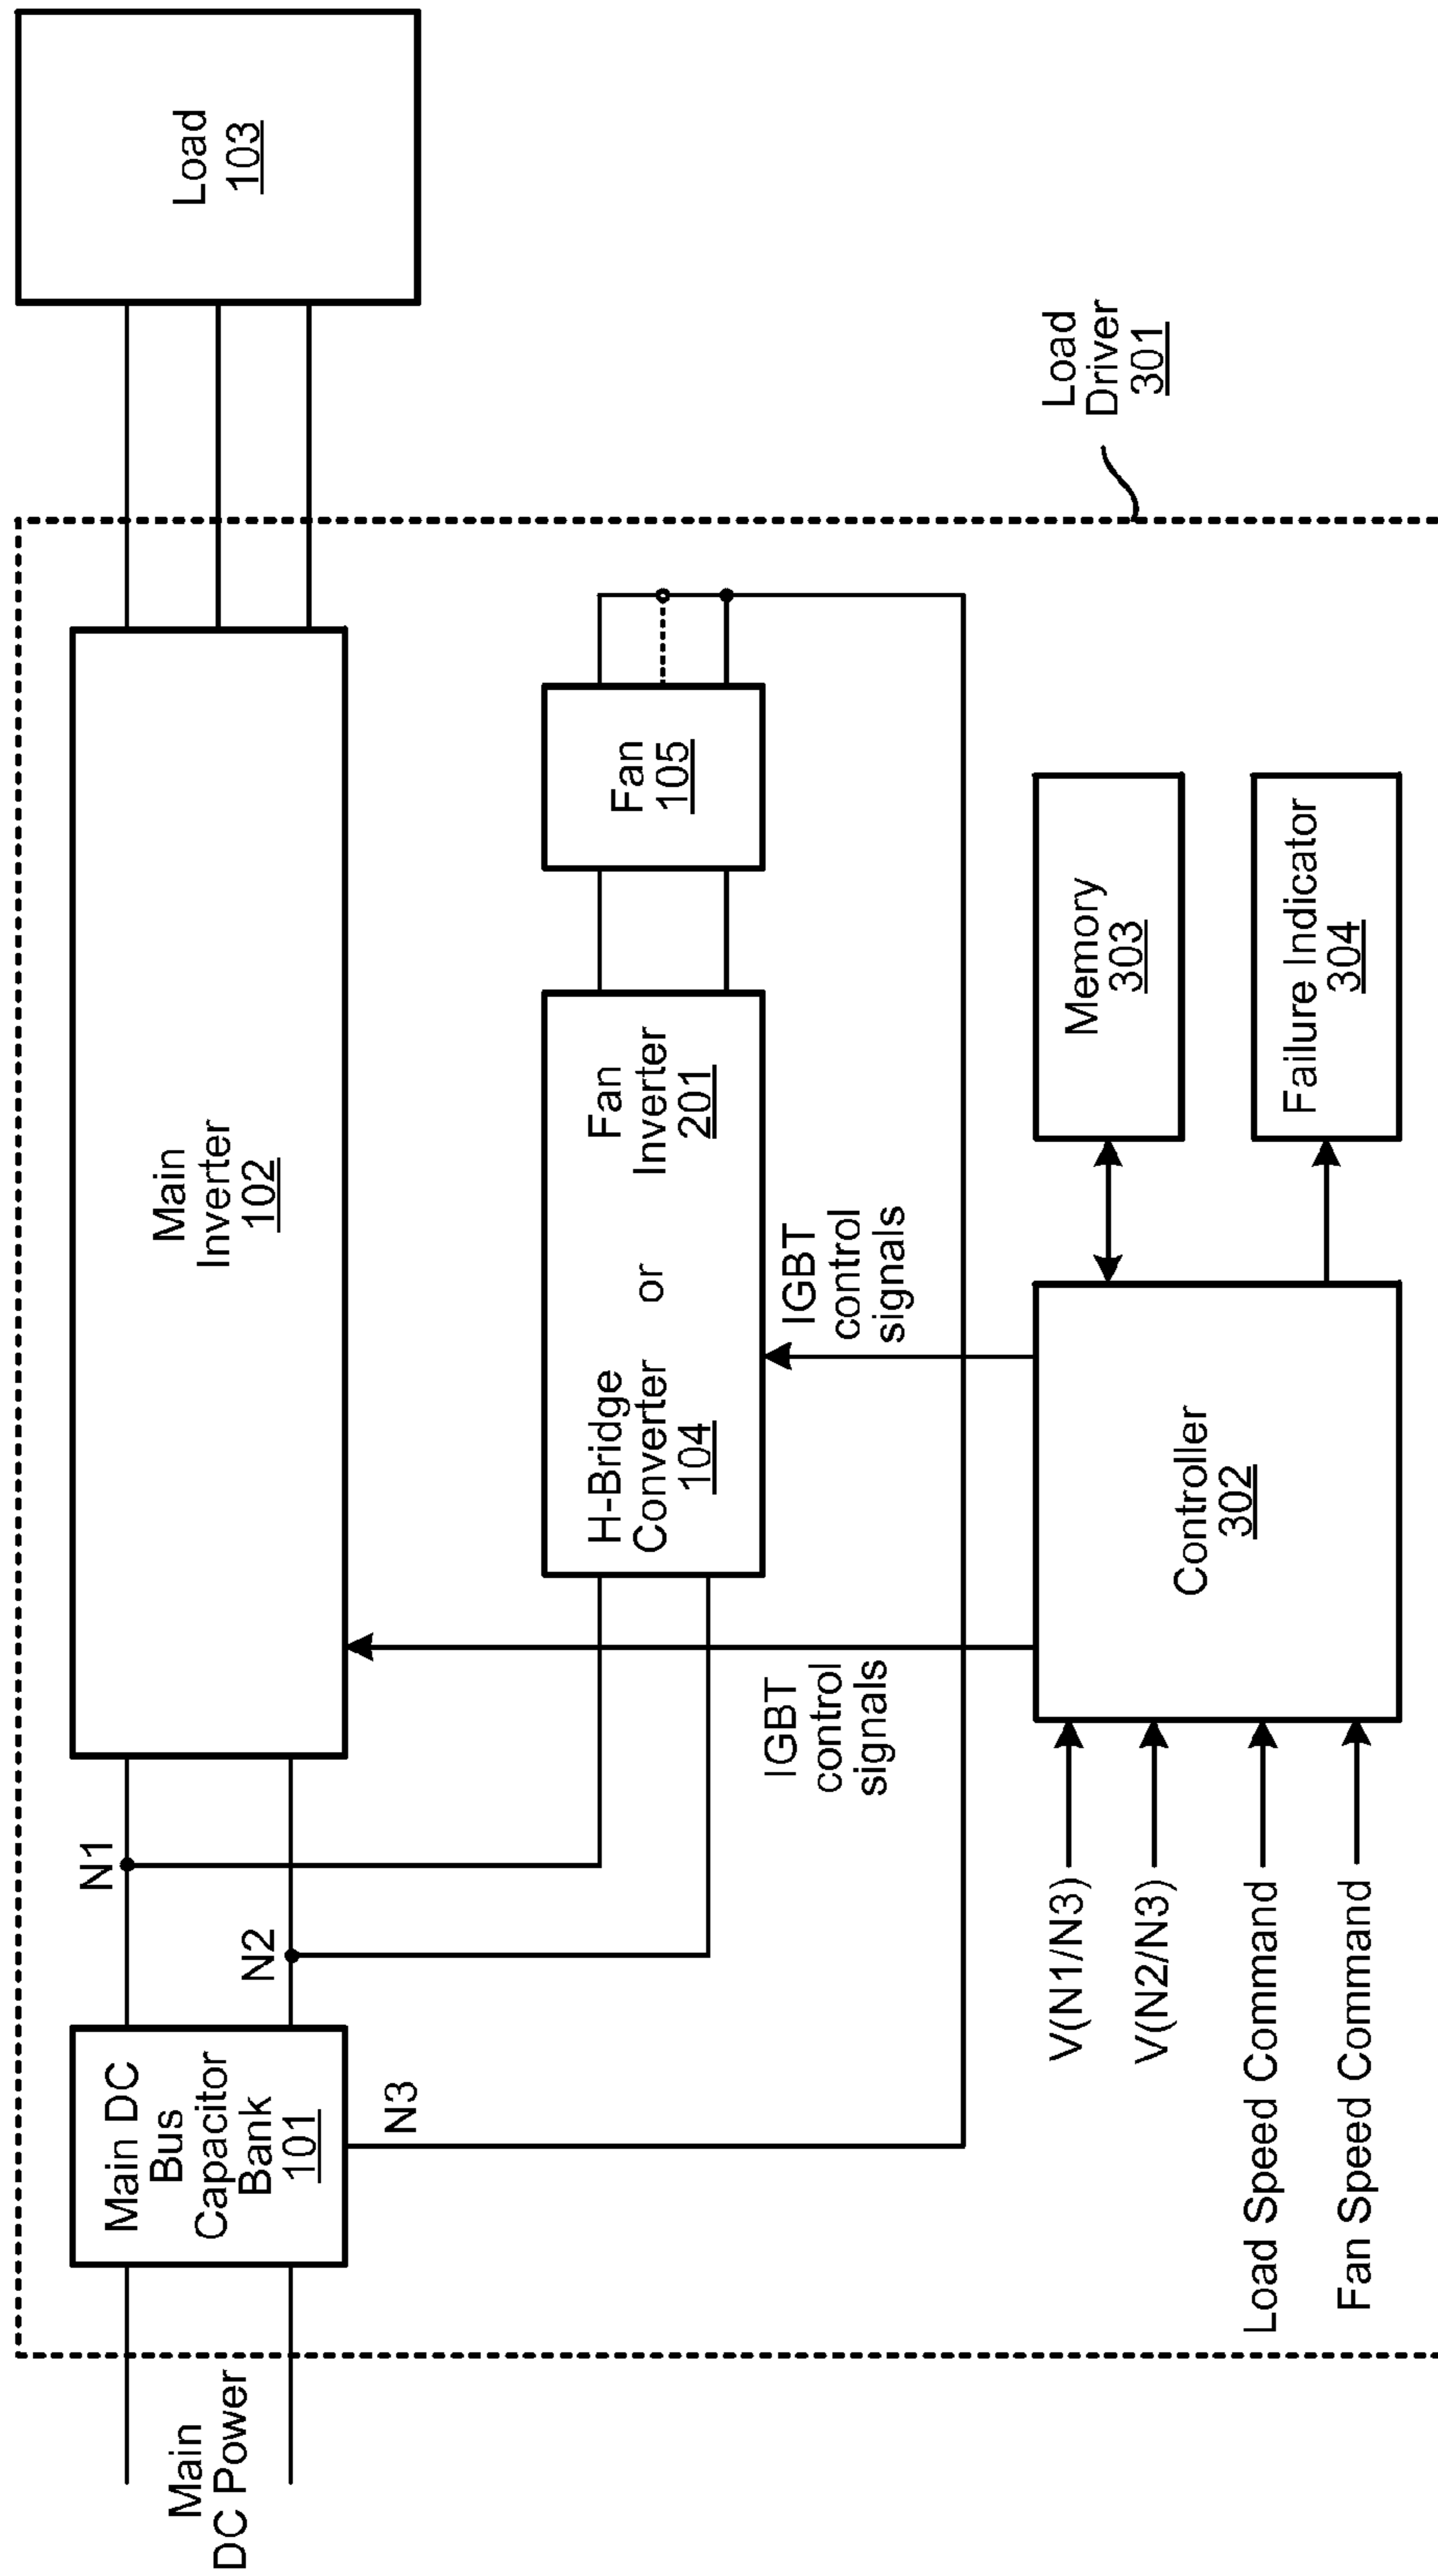 Main
DC Power
Main DC
Bus
Capacitor
Bank
101
N1
N2
N3
Main
Inverter
102
Load
103
H-Bridge
Converter
104
or
Fan
Inverter
201
Fan
105
IGBT
control
signals
IGBT
control
signals
V(N1/N3)
V(N2/N3)
Load Speed Command
Fan Speed Command
Controller
302
Memory
303
Failure Indicator
304
Load
Driver
301